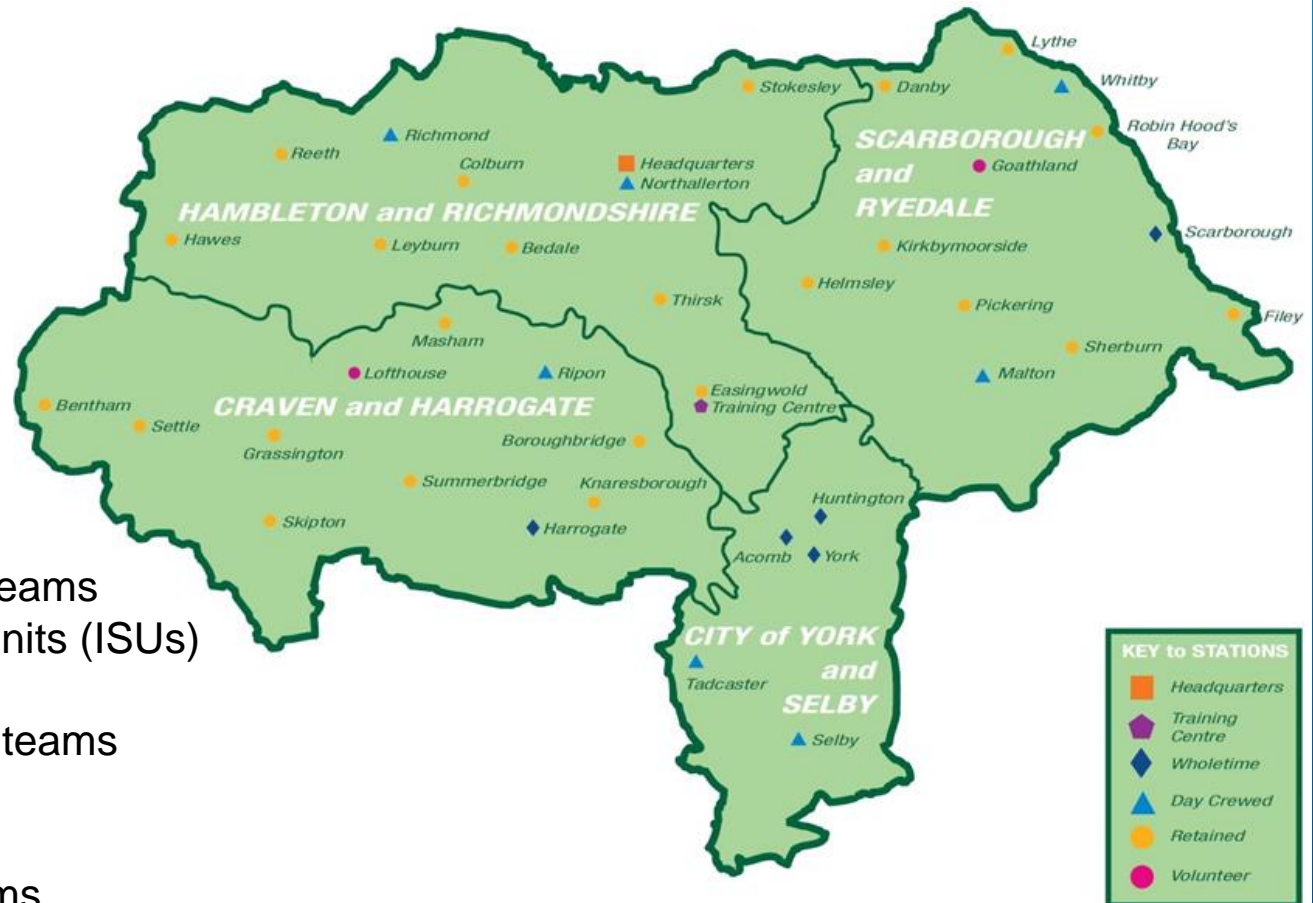 Lythe
Whitby
Stokesley
Danby
Robin Hood's
Bay
SCARBOROUGH
and
RYEDALE
Goathland
Richmond
Reeth
Colburn
Headquarters
Northallerton
HAMBLETON and RICHMONDSHIRE
Hawes
Leyburn
Bedale
Kirkbymoorside
Scarborough
Helmsley
Pickering
Thirsk
Filey
Sherburn
Malton
Masham
Lofthouse
Ripon
Easingwold
Training Centre
CRAVEN and HARROGATE
Bentham
Settle
Grassington
Boroughbridge
Summerbridge
Knaresborough
Skipton
Harrogate
Huntington
Acomb
York
CITY of YORK
and
SELBY
Tadcaster
Selby
eams
nits (ISUs)
teams
ms
KEY to STATIONS
Headquarters
Training
Centre
Wholetime
Day Crewed
Retained
Volunteer